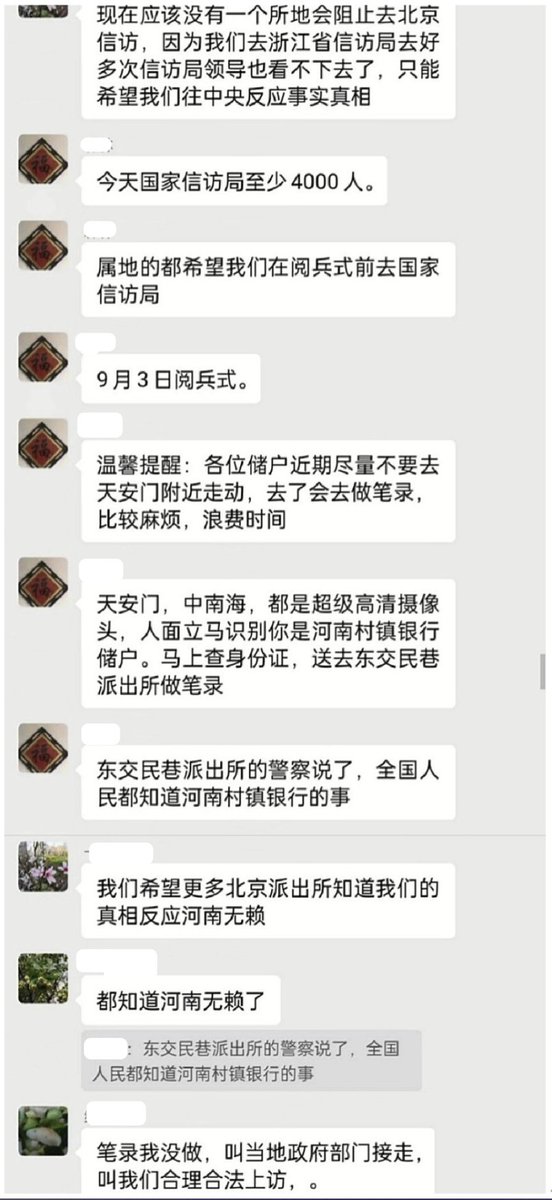 现在应该没有一个所地会阻止去北京
信访，因为我们去浙江省信访局去好
多次信访局领导也看不下去了，只能
希望我们往中央反应事实真相
今天国家信访局至少4000人。
属地的都希望我们在阅兵式前去国家
信访局
9月3日阅兵式。
温馨提醒：各位储户近期尽量不要去
天安门附近走动，去了会去做笔录，
比较麻烦，浪费时间
天安门，中南海，都是超级高清摄像
头，人面立马识别你是河南村镇银行
储户。马上查身份证，送去东交民巷
派出所做笔录
东交民巷派出所的警察说了，全国人
民都知道河南村镇银行的事
我们希望更多北京派出所知道我们的
真相反应河南无赖
都知道河南无赖了
：东交民巷派出所的警察说了，全国
人民都知道河南村镇银行的事
笔录我没做，叫当地政府部门接走，
叫我们合理合法上访，。